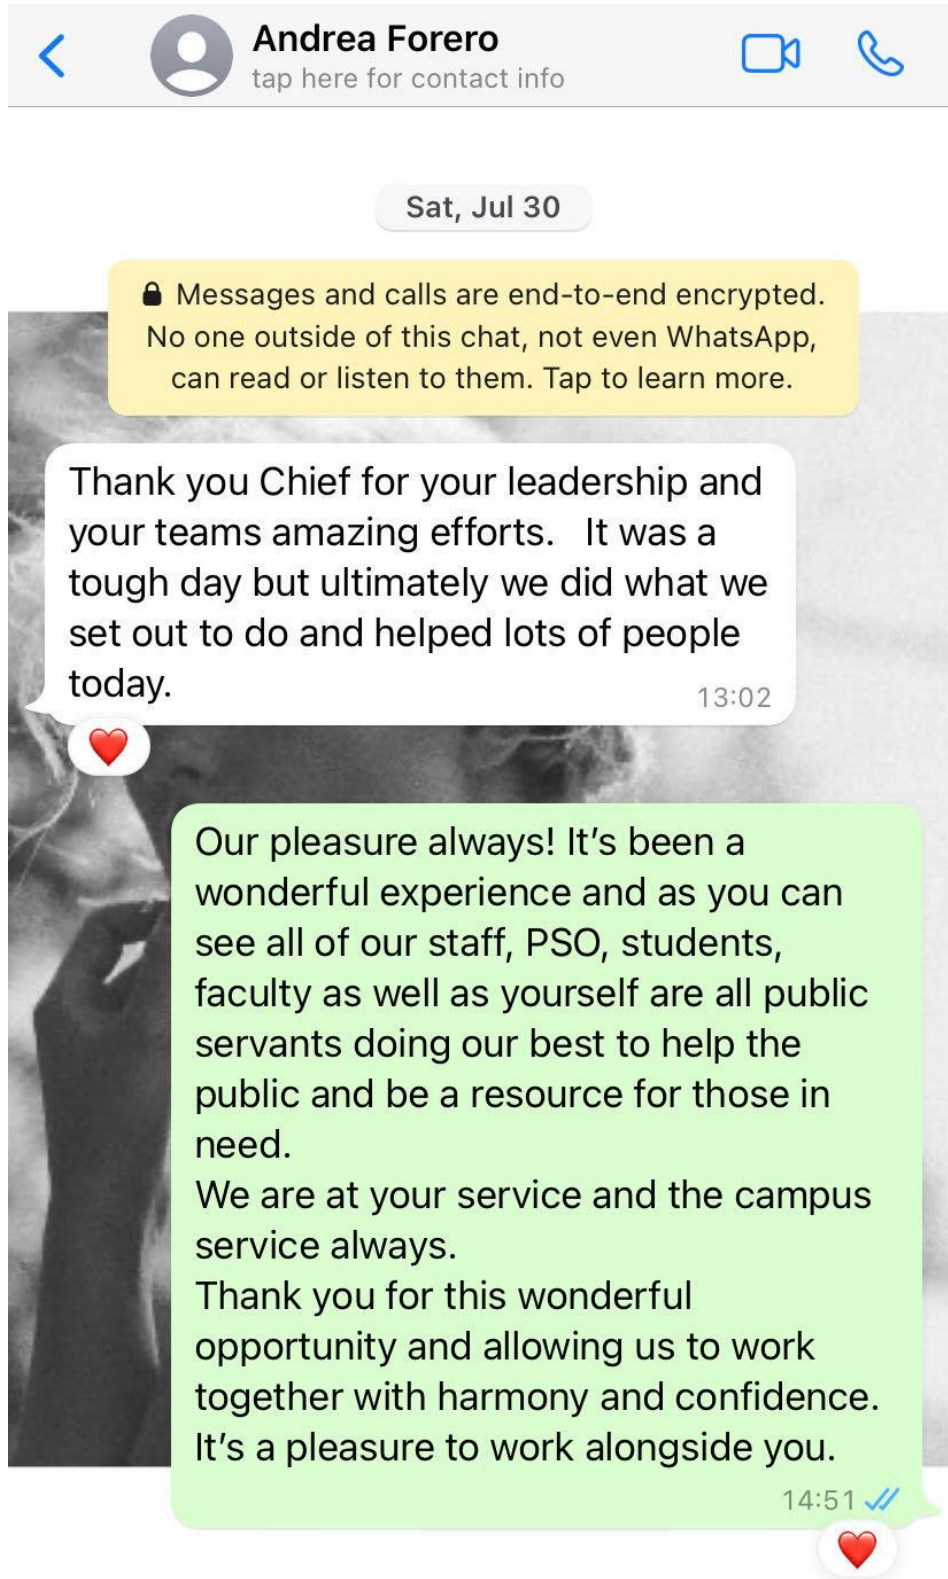 Andrea Forero
tap here for contact info
Sat, Jul 30
Messages and calls are end-to-end encrypted.
No one outside of this chat, not even WhatsApp,
can read or listen to them. Tap to learn more.
Thank you Chief for your leadership and
your teams amazing efforts.   It was a
tough day but ultimately we did what we
set out to do and helped lots of people
today.
13:02
Our pleasure always! It’s been a
wonderful experience and as you can
see all of our staff, PSO, students,
faculty as well as yourself are all public
servants doing our best to help the
public and be a resource for those in
need.
We are at your service and the campus
service always.
Thank you for this wonderful
opportunity and allowing us to work
together with harmony and confidence.
It’s a pleasure to work alongside you.
14:51